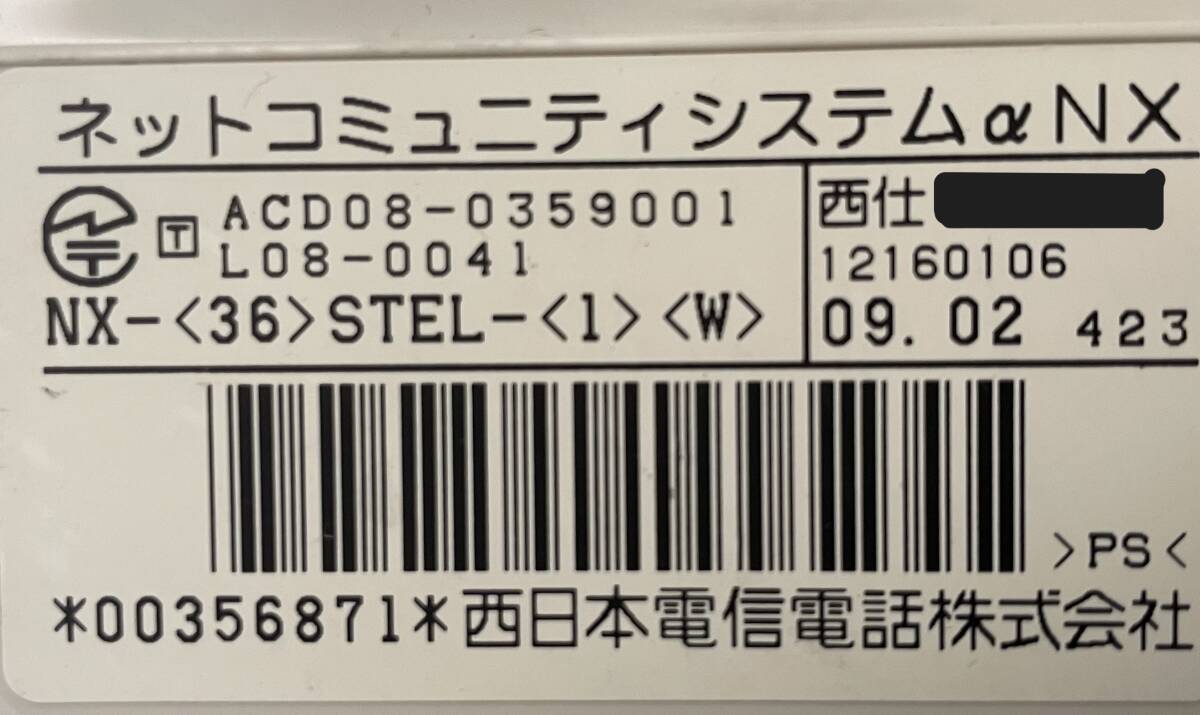 ネットコミュニティシステムαNX
T ACD08-0359001
L08-0041
NX-<36>STEL-<1><W>
西仕
12160106
09.02 423
>PS<
*00356871*西日本電信電話株式会社